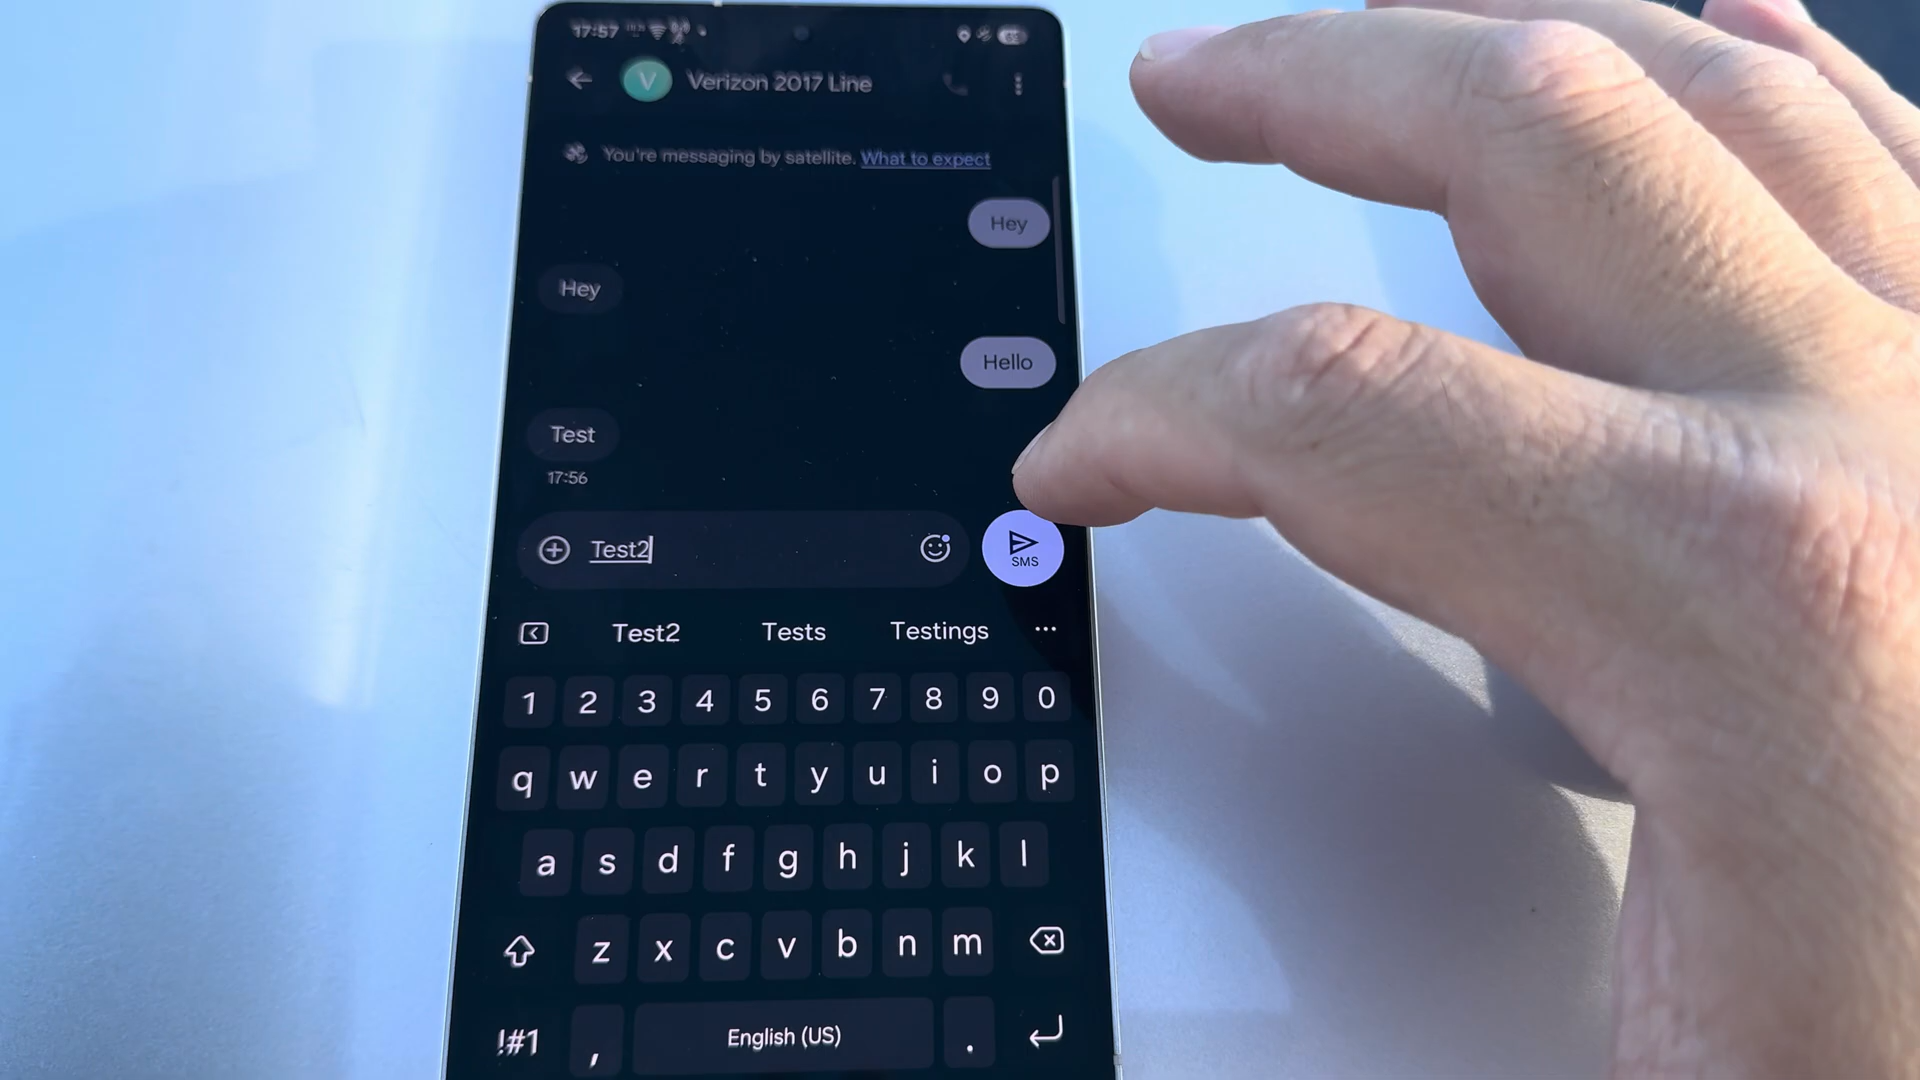 17:57
V Verizon 2017 Line
You're messaging by satellite. What to expect
Hey
Hey
Hello
Test
17:56
Test2
SMS
Test2 Tests Testings ...
1 2 3 4 5 6 7 8 9 0
q w e r t y u i o p
a s d f g h j k l
z x c v b n m
!#1 , English (US) .